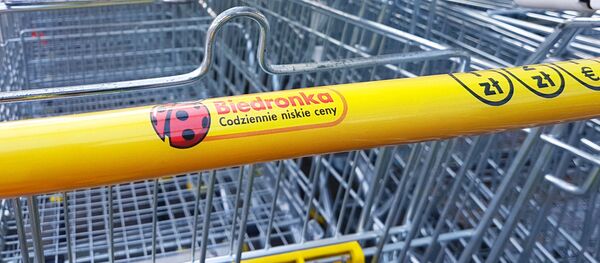 Biedronka
Codziennie niskie ceny
zł
zł
€